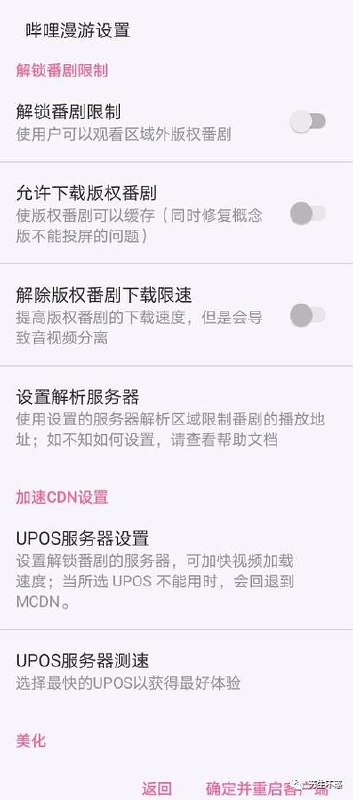 哔哩漫游设置
解锁番剧限制
解锁番剧限制
使用户可以观看区域外版权番剧
允许下载版权番剧
使版权番剧可以缓存（同时修复概念
版不能投屏的问题）
解除版权番剧下载限速
提高版权番剧的下载速度，但是会导
致音视频分离
设置解析服务器
使用设置的服务器解析区域限制番剧的播放地
址；如不知如何设置，请查看帮助文档
加速CDN设置
UPOS服务器设置
设置解锁番剧的服务器，可加快视频加载
速度；当所选 UPOS 不能用时，会回退到
MCDN。
UPOS服务器测速
选择最快的UPOS以获得最好体验
美化
返回 确定并重启客户端